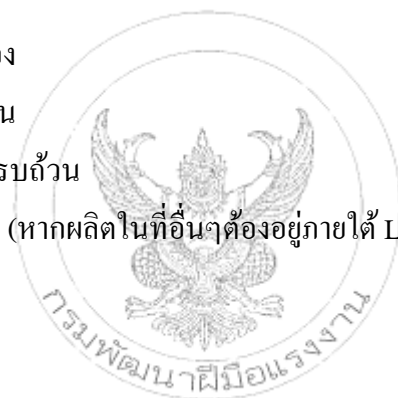 ง
น
รบถ้วน
(หากผลิตในที่อื่นๆต้องอยู่ภายใต้ L
กรมพัฒนาฝีมือแรงงาน